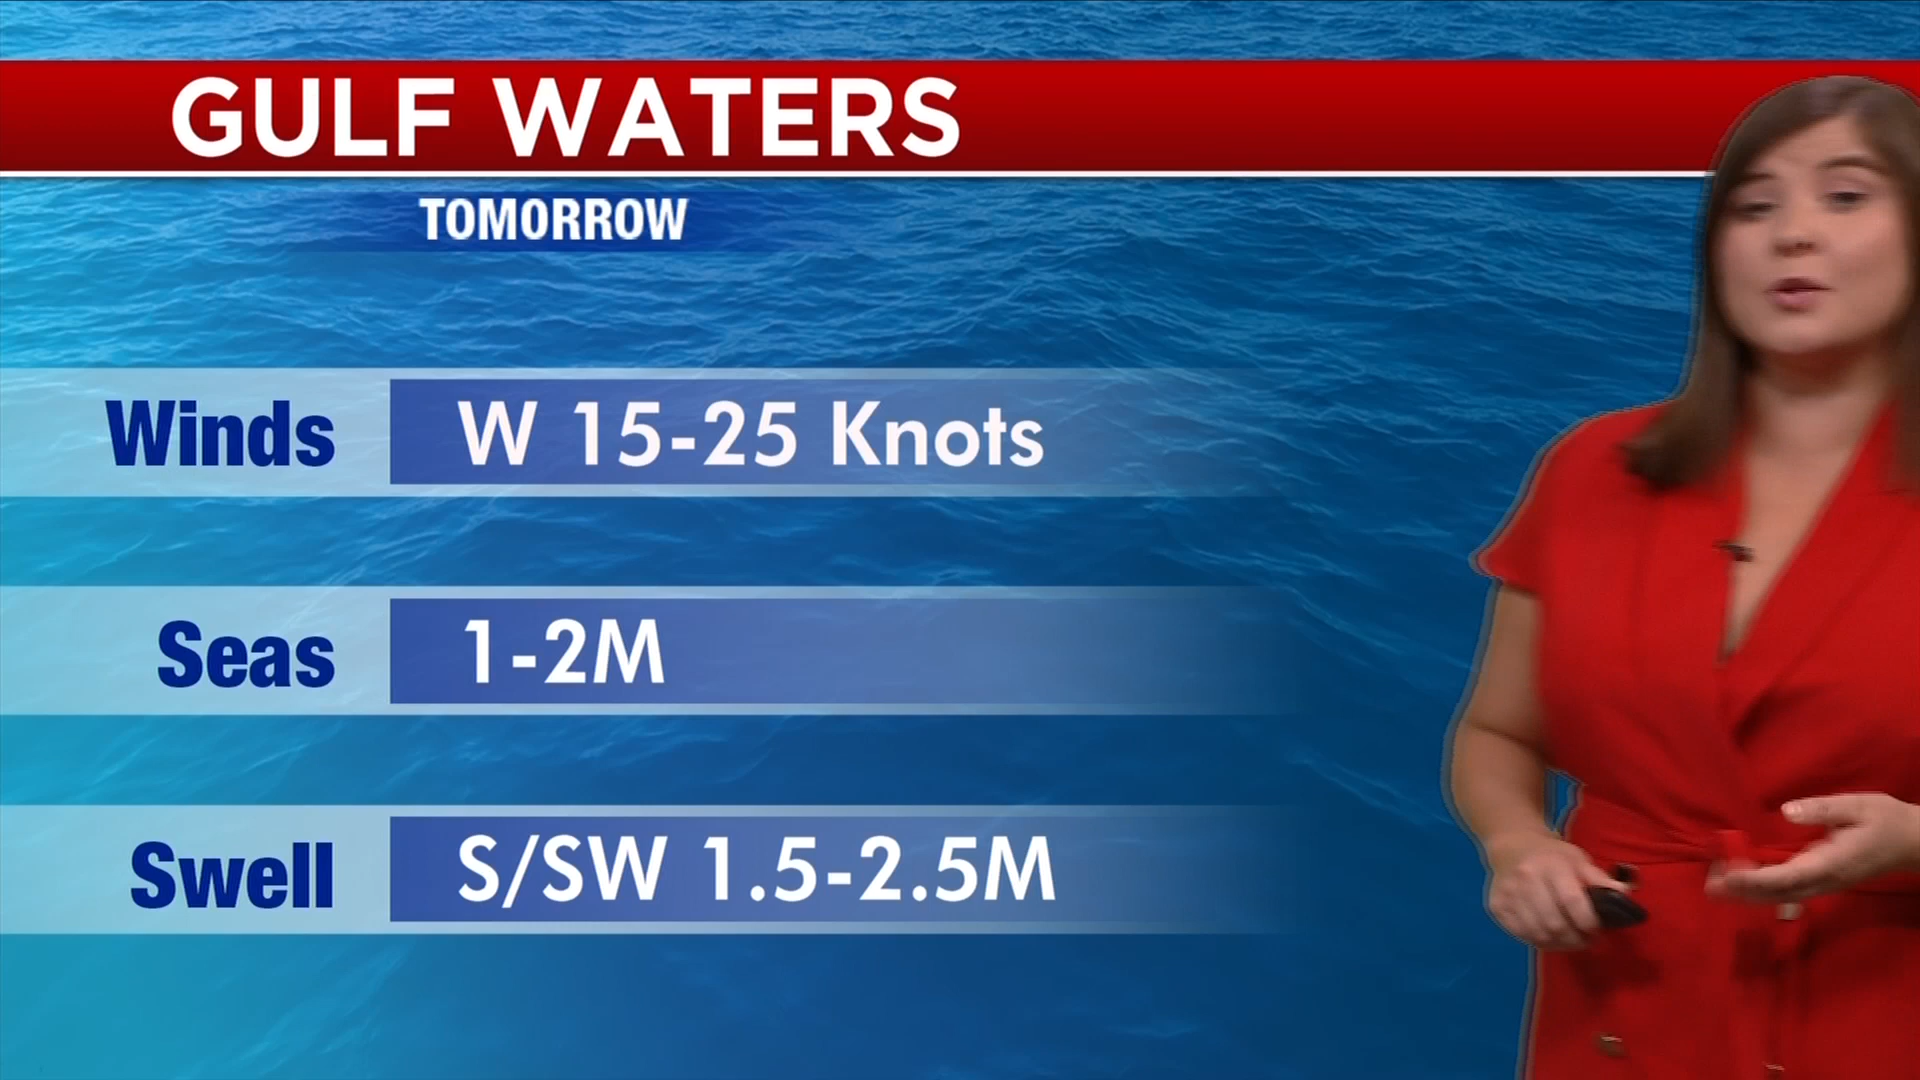 GULF WATERS
TOMORROW
Winds W 15-25 Knots
Seas 1-2M
Swell S/SW 1.5-2.5M